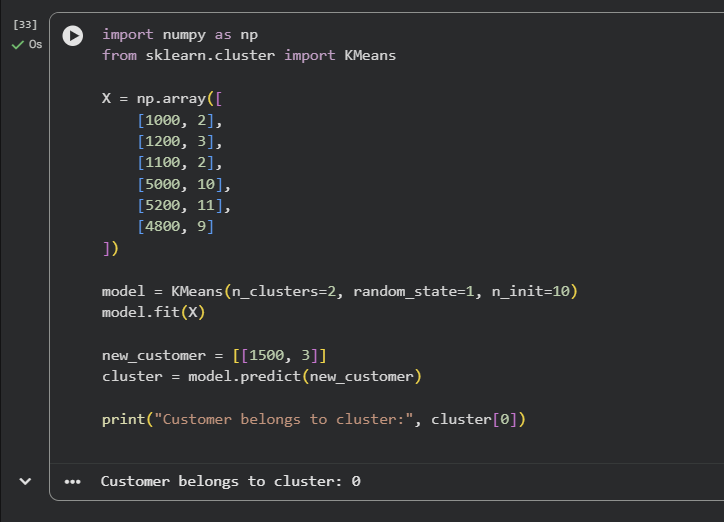 [33]
0s
import numpy as np
from sklearn.cluster import KMeans
X = np.array([
    [1000, 2],
    [1200, 3],
    [1100, 2],
    [5000, 10],
    [5200, 11],
    [4800, 9]
])
model = KMeans(n_clusters=2, random_state=1, n_init=10)
model.fit(X)
new_customer = [[1500, 3]]
cluster = model.predict(new_customer)
print("Customer belongs to cluster:", cluster[0])
Customer belongs to cluster: 0